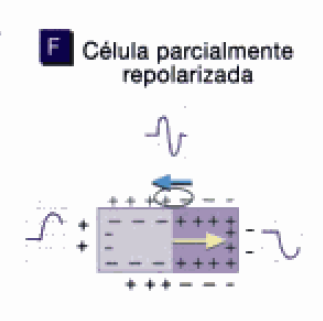 F
Célula parcialmente
repolarizada
+ + + + - - - -
- - - - + + + +
+ - -
+ - -
- - - - + + + +
+ + + - - - -